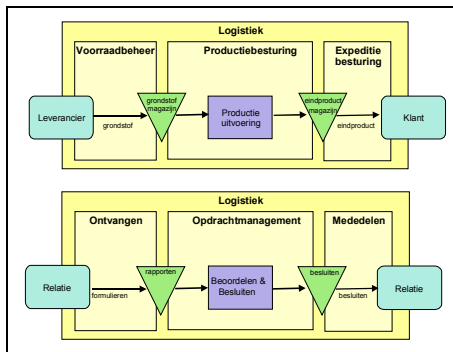 Logistiek
Voorraadbeheer
Productiebesturing
Expeditie
besturing
Leverancier
grondstof
grondstof
magazijn
Productie
uitvoering
eindproduct
magazijn
eindproduct
Klant
Logistiek
Ontvangen
Opdrachtmanagement
Mededelen
Relatie
formulieren
rapporten
Beoordelen &
Besluiten
besluiten
besluiten
Relatie